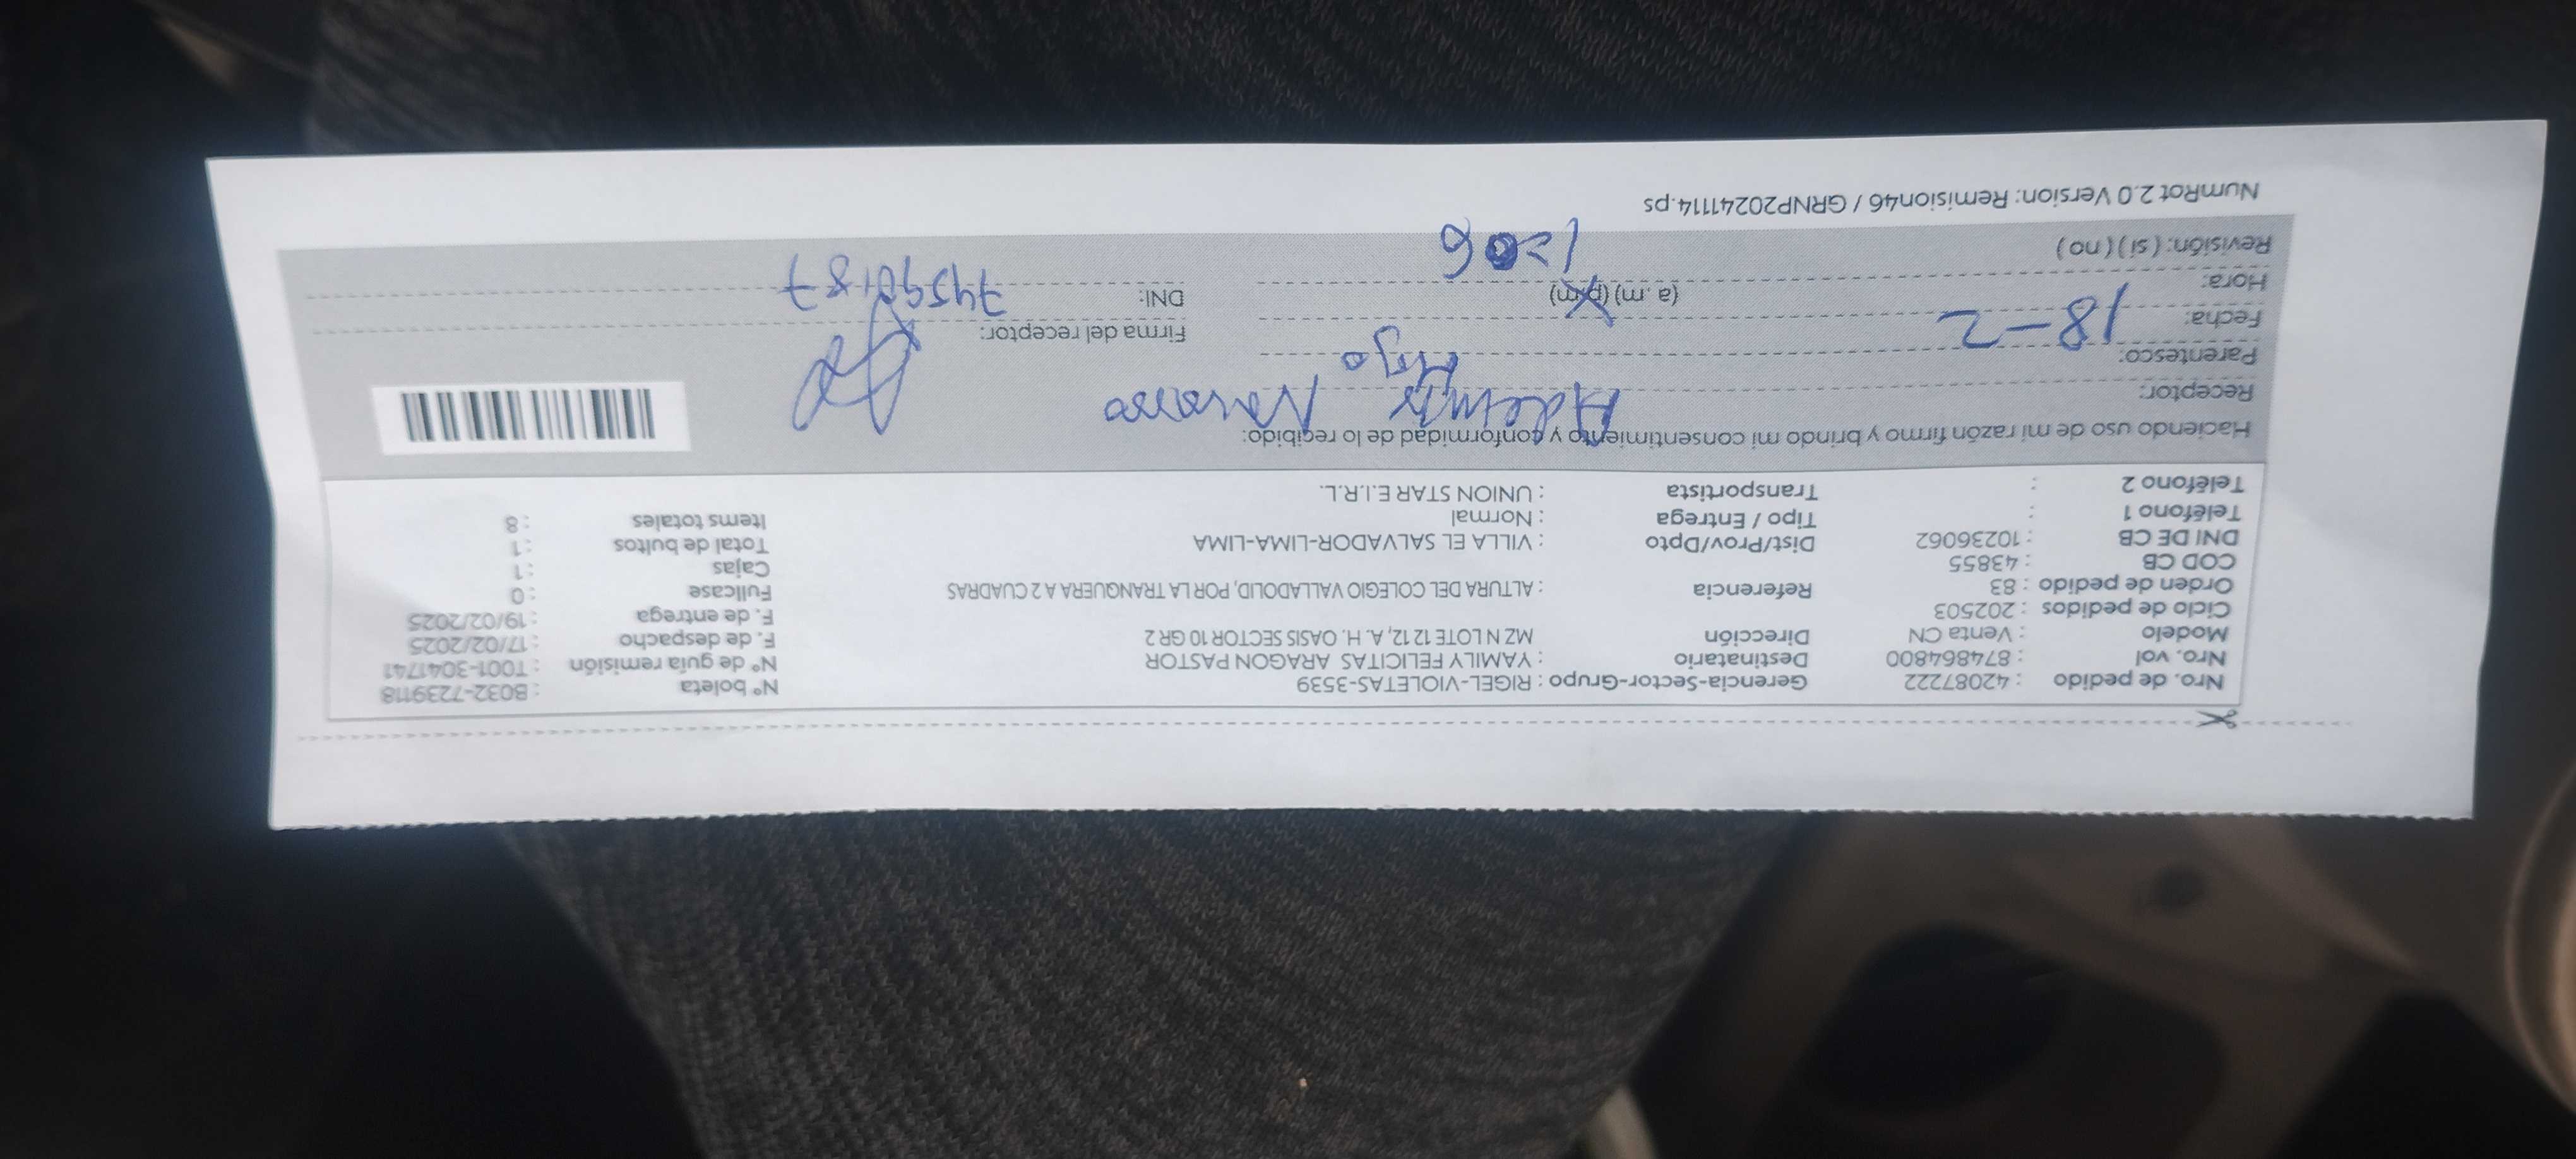 Nro. de pedido : 42087222 Gerencia-Sector-Grupo : RIGEL-VIOLETAS-3539 N° boleta : B032-7239118
Nro. vol : 874864800 Destinatario : YAMILY FELICITAS ARAGON PASTOR N° de guía remisión : T001-3041741
Modelo : Venta CN Dirección MZ N LOTE 12 12, A. H. OASIS SECTOR 10 GR 2 F. de despacho : 17/02/2025
Ciclo de pedidos : 202503 F. de entrega : 19/02/2025
Orden de pedido : 83 Referencia : ALTURA DEL COLEGIO VALLADOLID, POR LA TRANQUERA A 2 CUADRAS Fullcase : 0
COD CB : 43855 Cajas : 1
DNI DE CB : 10236062 Dist/Prov/Dpto : VILLA EL SALVADOR-LIMA-LIMA Total de bultos : 1
Teléfono 1 : Tipo / Entrega : Normal Items totales : 8
Teléfono 2 : Transportista : UNION STAR E.I.R.L.
Haciendo uso de mi razón firmo y brindo mi consentimiento y conformidad de lo recibido:
Receptor: Navarro
Parentesco: Hijo
Fecha: 18-2 Firma del receptor:
Hora: (a .m) (p.m) 1:06 DNI:
Revisión: ( si ) ( no )
NumRot 2.0 Version: Remision46 / GRNP20241114.ps